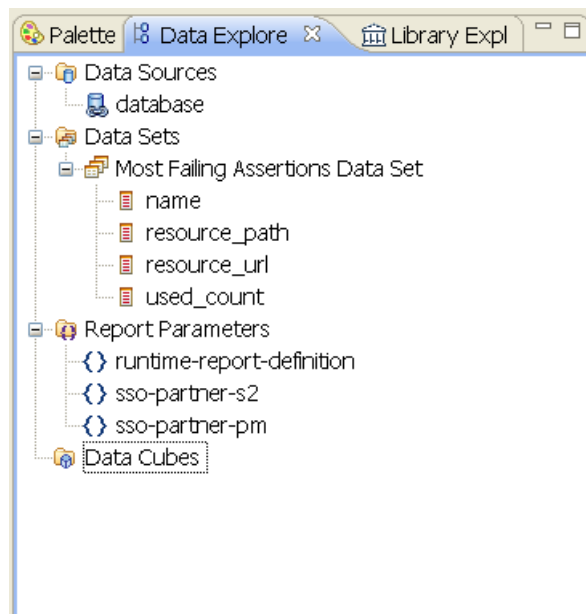 Palette Data Explore Library Expl
Data Sources
database
Data Sets
Most Failing Assertions Data Set
name
resource_path
resource_url
used_count
Report Parameters
runtime-report-definition
sso-partner-s2
sso-partner-pm
Data Cubes